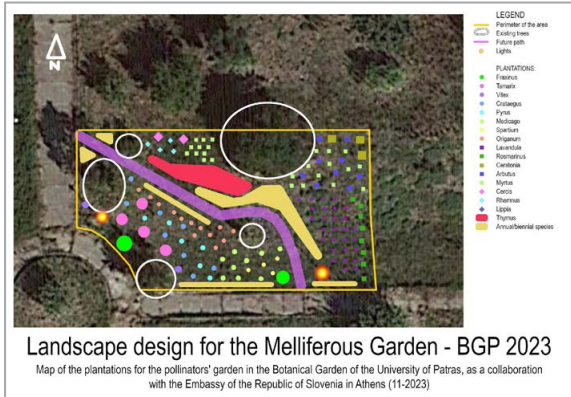 LEGEND
Perimeter of the area
Existing trees
Future path
Lights
PLANTATIONS:
Fraxinus
Tamarix
Vitex
Crataegus
Pyrus
Medicago
Spartium
Origanum
Lavandula
Rosmarinus
Ceratonia
Arbutus
Myrtus
Cercis
Rhamnus
Lippia
Thymus
Annual/biennial species
N
Landscape design for the Melliferous Garden - BGP 2023
Map of the plantations for the pollinators' garden in the Botanical Garden of the University of Patras, as a collaboration
with the Embassy of the Republic of Slovenia in Athens (11-2023)